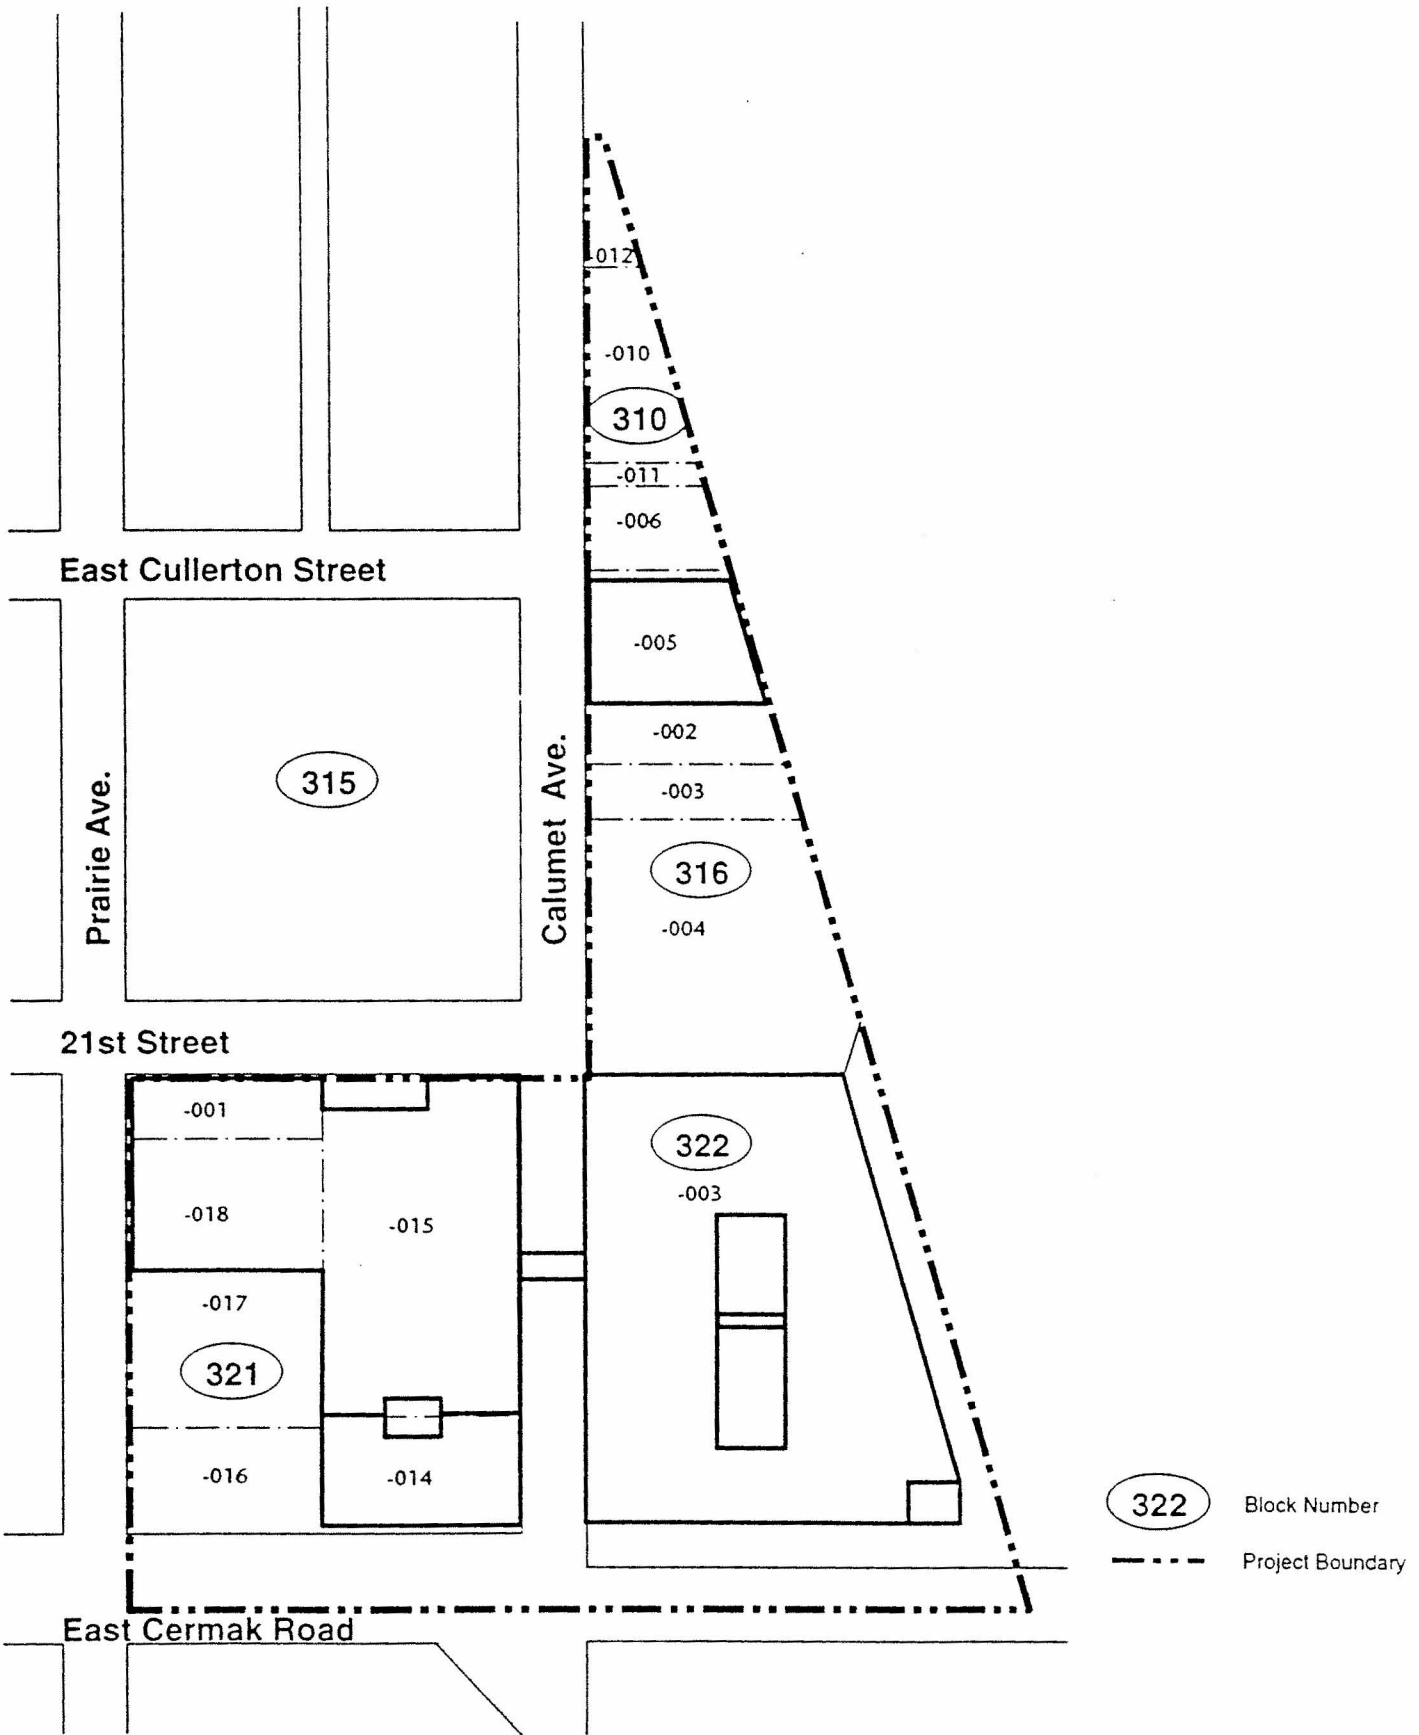 -012
-010
310
-011
-006
East Cullerton Street
-005
-002
Prairie Ave.
315
Calumet Ave.
-003
316
-004
21st Street
-001
322
-003
-018
-015
-017
321
-016
-014
322 Block Number
Project Boundary
East Cermak Road